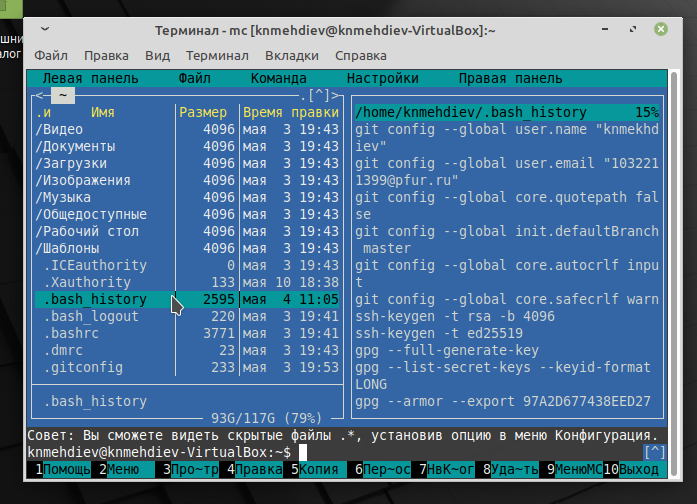 шни
алог
Терминал - mc [knmehdiev@knmehdiev-VirtualBox]:~
Файл Правка Вид Терминал Вкладки Справка
Левая панель Файл Команда Настройки Правая панель
<─ ~ .[^]>
.и Имя Размер Время правки
/Видео 4096 мая 3 19:43
/Документы 4096 мая 3 19:43
/Загрузки 4096 мая 3 19:43
/Изображения 4096 мая 3 19:43
/Музыка 4096 мая 3 19:43
/Общедоступные 4096 мая 3 19:43
/Рабочий стол 4096 мая 3 19:43
/Шаблоны 4096 мая 3 19:43
.ICEauthority 0 мая 3 19:43
.Xauthority 133 мая 10 18:38
.bash_history 2595 мая 4 11:05
.bash_logout 220 мая 3 19:41
.bashrc 3771 мая 3 19:41
.dmrc 23 мая 3 19:43
.gitconfig 233 мая 3 19:53
.bash_history
93G/117G (79%)
/home/knmehdiev/.bash_history 15%
git config --global user.name "knmekhd
iev"
git config --global user.email "103221
1399@pfur.ru"
git config --global core.quotepath fal
se
git config --global init.defaultBranch
master
git config --global core.autocrlf inpu
t
git config --global core.safecrlf warn
ssh-keygen -t rsa -b 4096
ssh-keygen -t ed25519
gpg --full-generate-key
gpg --list-secret-keys --keyid-format
LONG
gpg --armor --export 97A2D677438EED27
Совет: Вы сможете видеть скрытые файлы .*, установив опцию в меню Конфигурация.
knmehdiev@knmehdiev-VirtualBox:~$ [^]
1Помощь 2Меню 3Про~тр 4Правка 5Копия 6Пер~ос 7НвК~ог 8Уда~ть 9МенюMC 10Выход